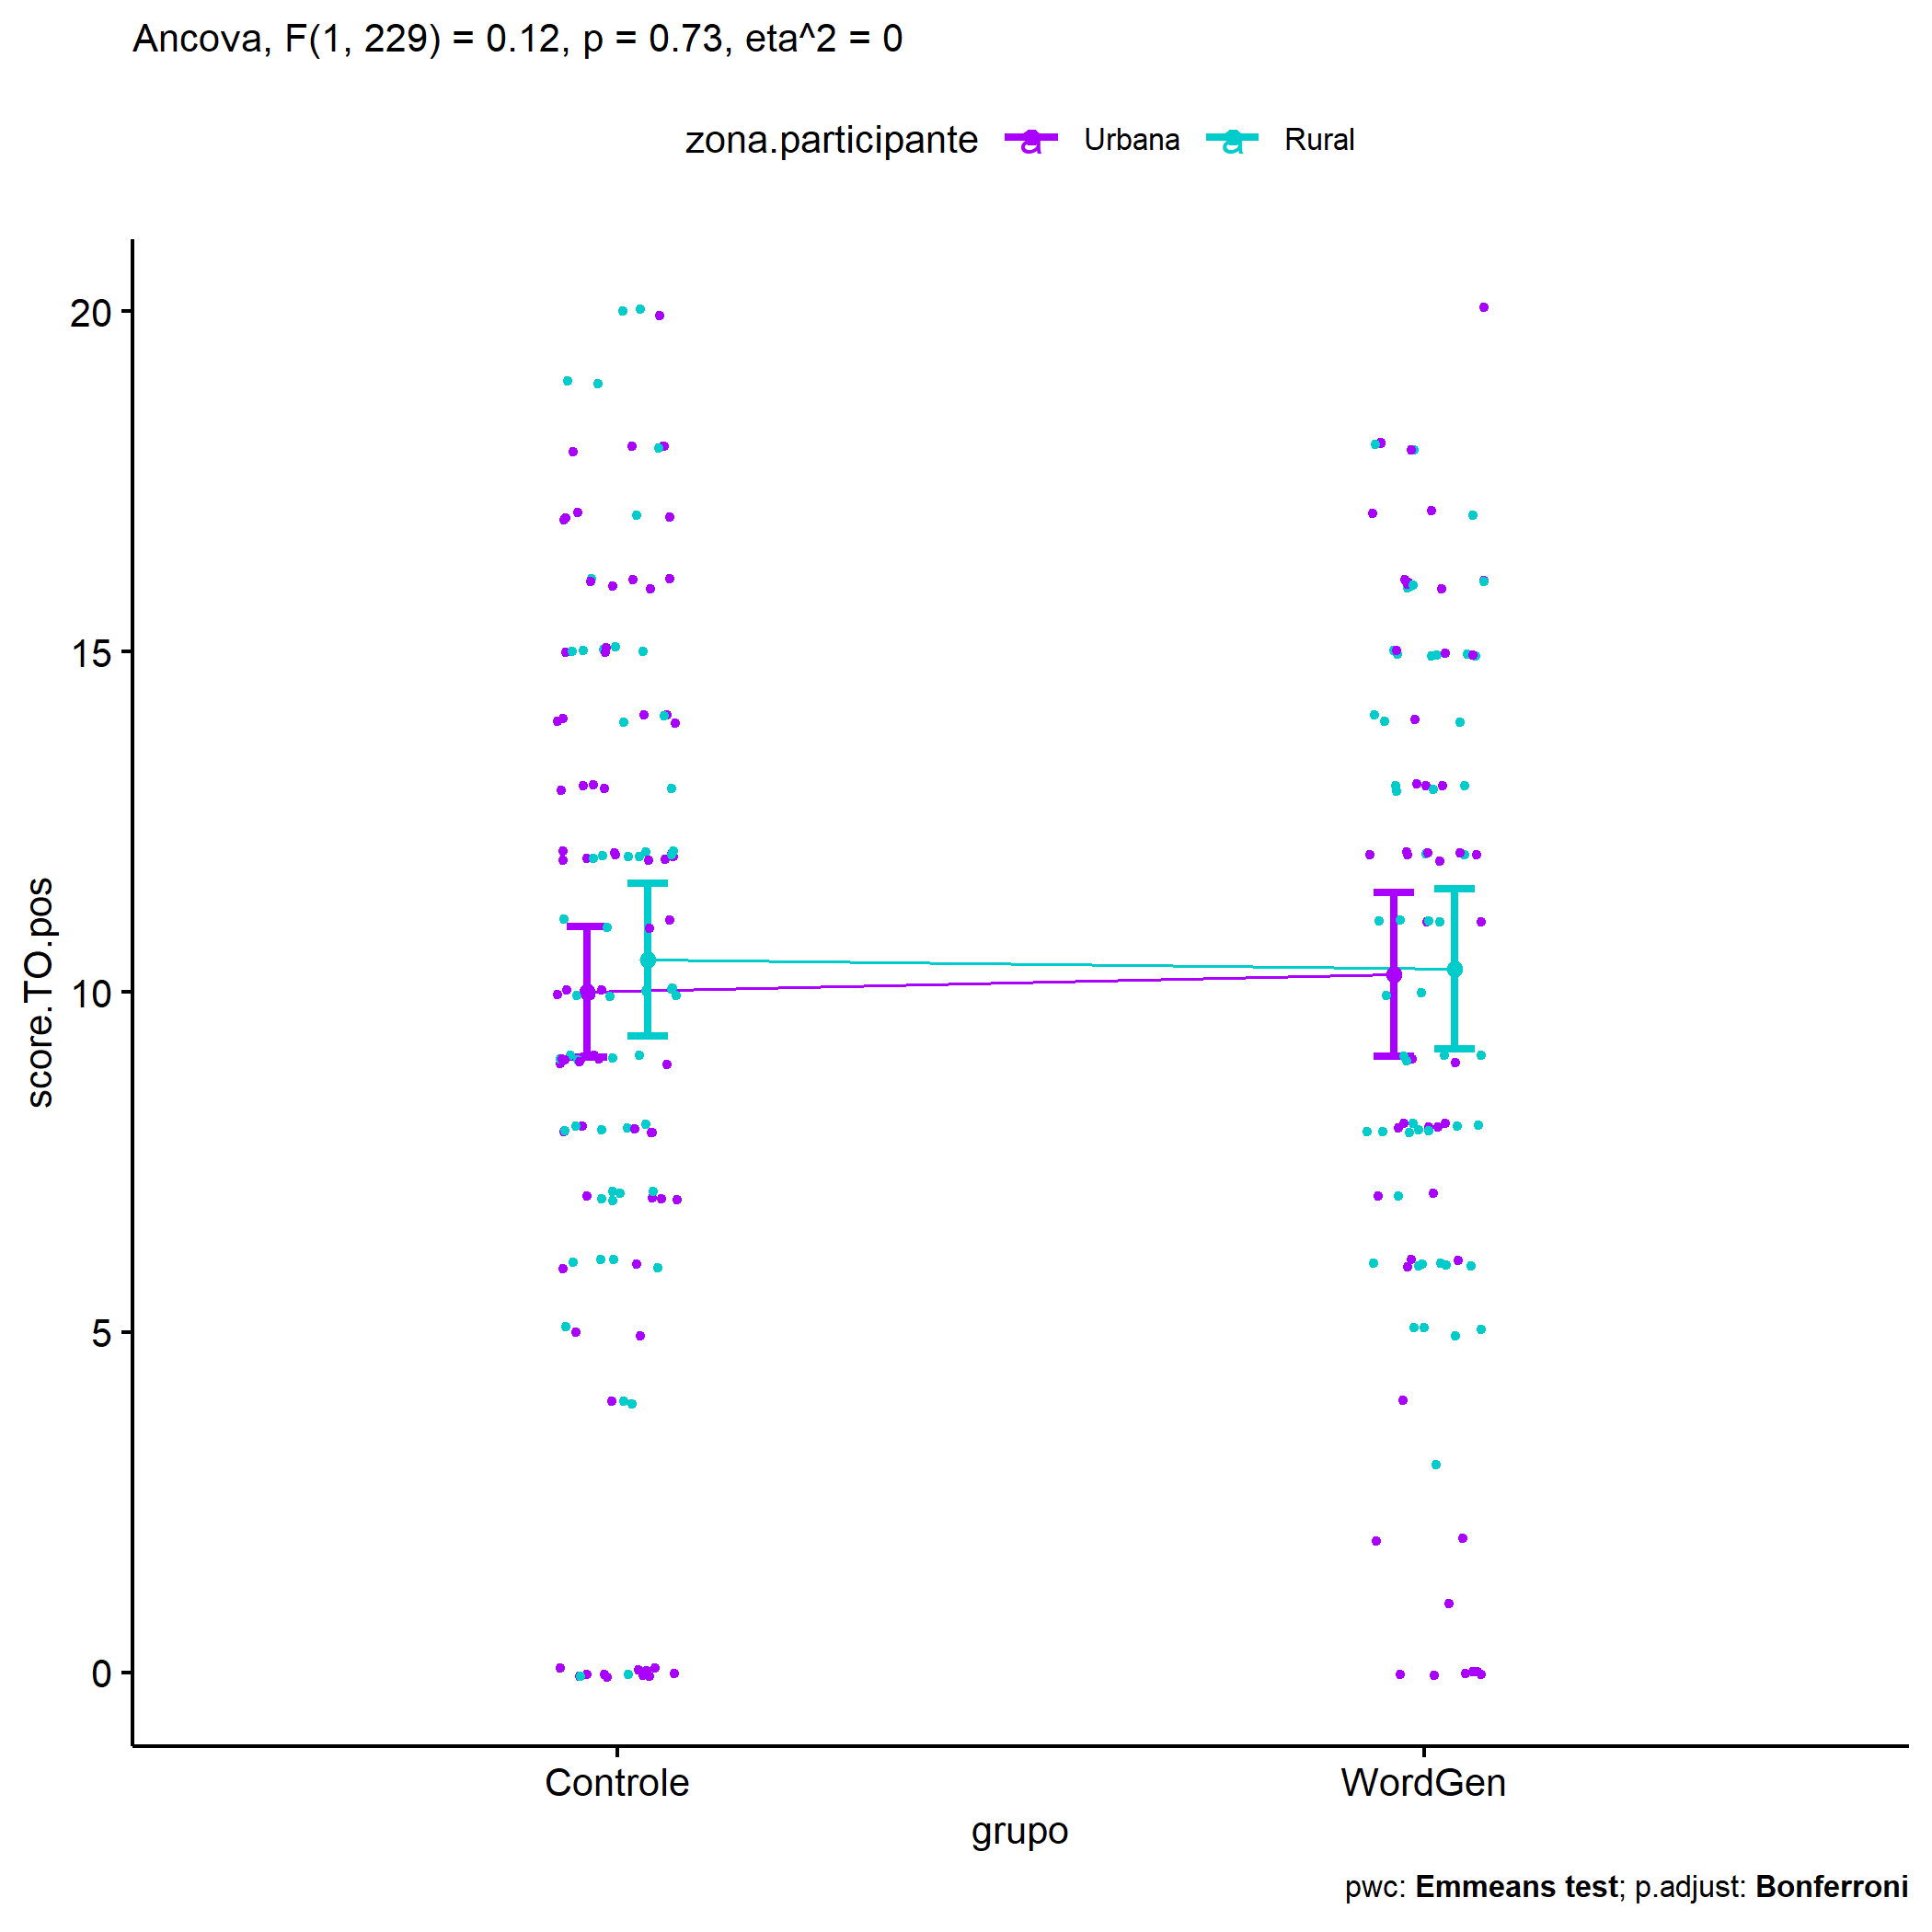 Ancova, F(1, 229) = 0.12, p = 0.73, eta^2 = 0
zona.participante a Urbana a Rural
20
15
10
5
0
score.TO.pos
Controle WordGen
grupo
pwc: Emmeans test; p.adjust: Bonferroni